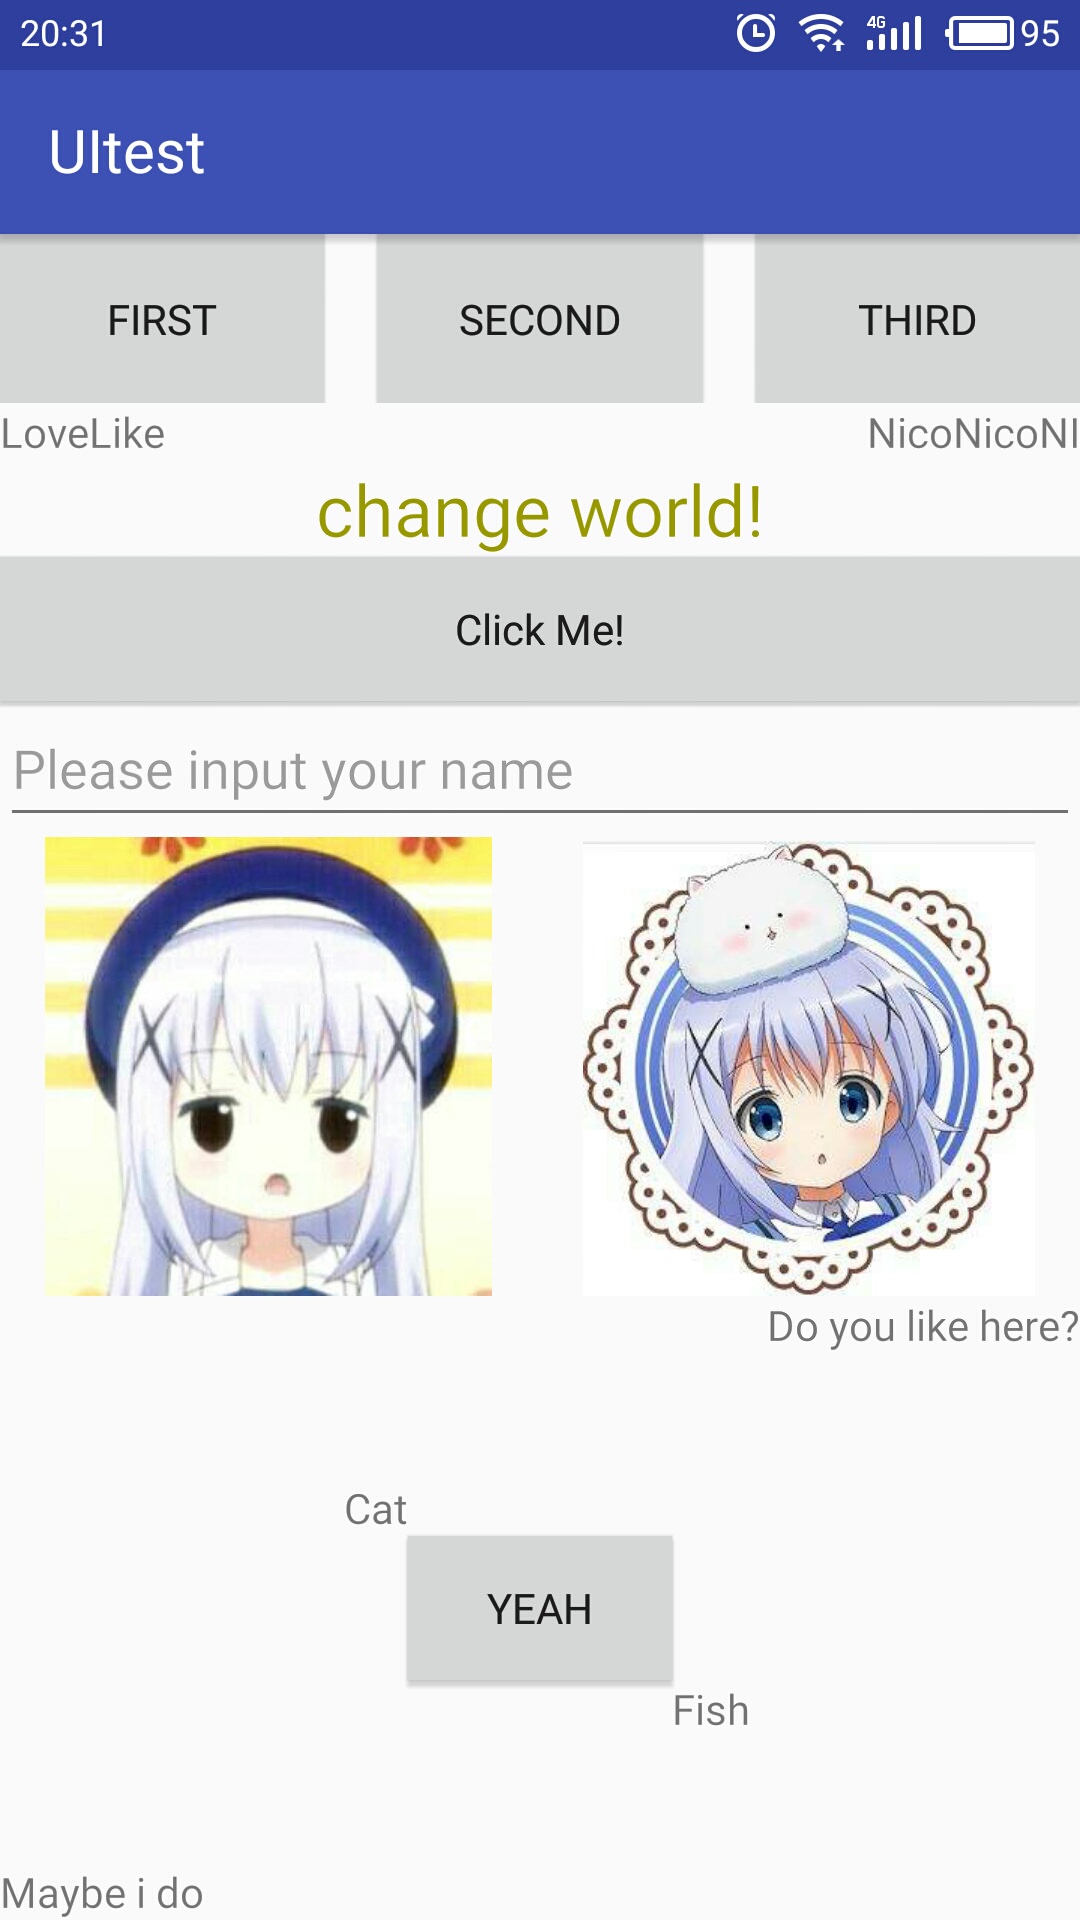 20:31 4G 95
UItest
FIRST SECOND THIRD
LoveLike NicoNicoNI
change world!
Click Me!
Please input your name
Do you like here?
Cat
YEAH
Fish
Maybe i do